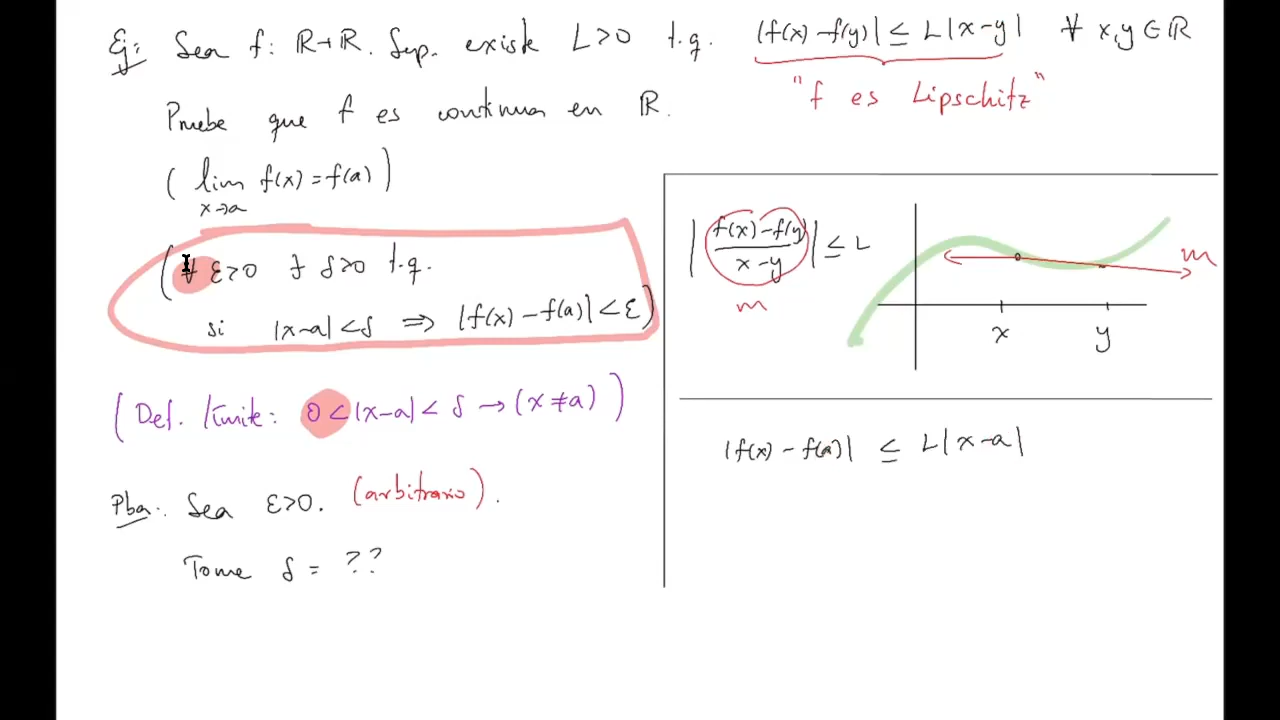 Ej: Sea f: ℝ→ℝ. Sup. existe L>0 t.q. |f(x)-f(y)| ≤ L|x-y| ∀ x,y ∈ ℝ
"f es Lipschitz"
Pruebe que f es continua en ℝ.
( lim f(x) = f(a) )
x→a
( ∀ ε>0 ∃ δ>0 t.q.
si |x-a| < δ ⇒ |f(x) - f(a)| < ε )
( Def. límite: 0 < |x-a| < δ → (x≠a) )
Pba: Sea ε>0. (arbitrario).
Tome δ = ??
| f(x)-f(y) / x-y | ≤ L
m
m
x y
|f(x) - f(a)| ≤ L|x-a|